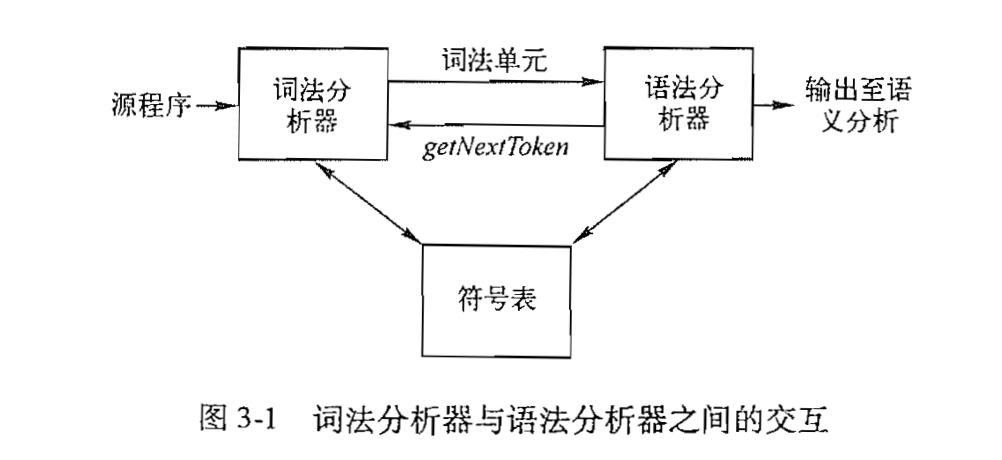 词法单元
源程序
词法分
析器
语法分
析器
输出至语
义分析
getNextToken
符号表
图 3-1 词法分析器与语法分析器之间的交互